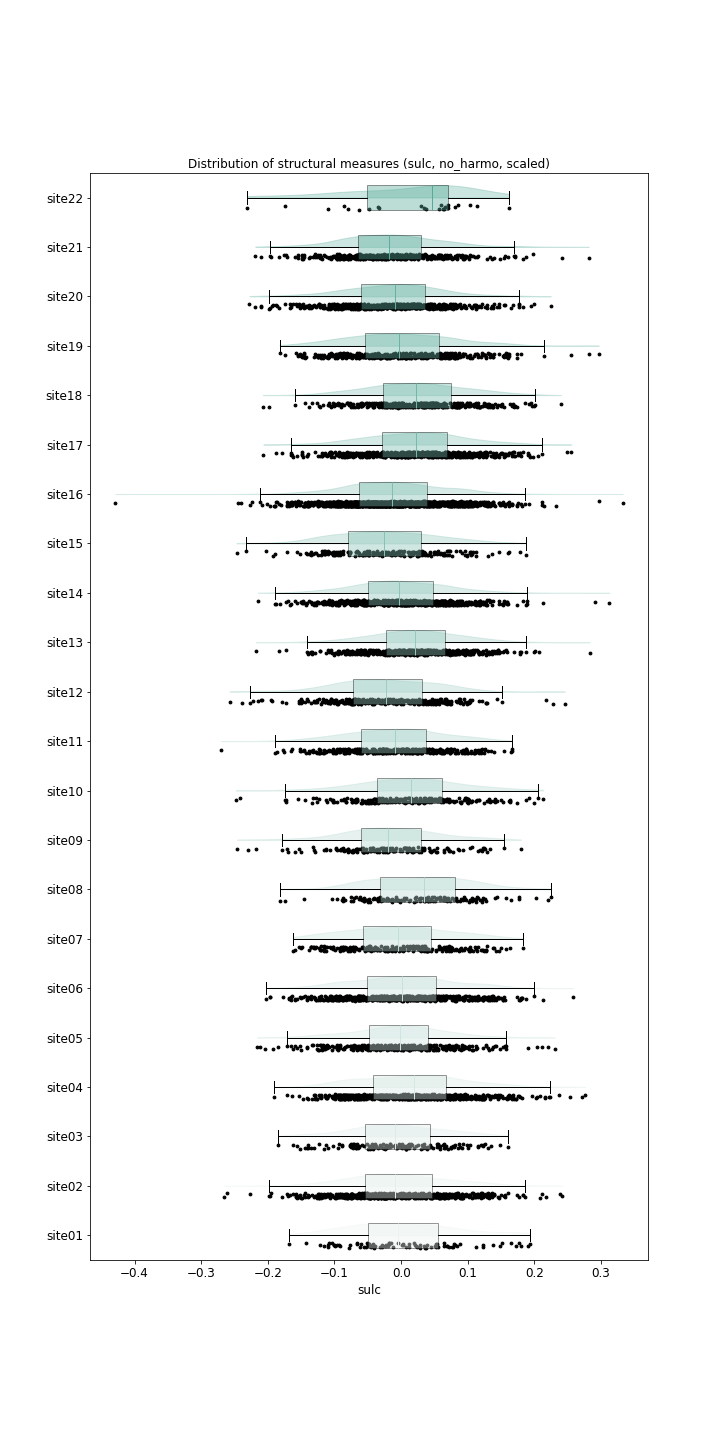 Distribution of structural measures (sulc, no_harmo, scaled)
site22
site21
site20
site19
site18
site17
site16
site15
site14
site13
site12
site11
site10
site09
site08
site07
site06
site05
site04
site03
site02
site01
−0.4 −0.3 −0.2 −0.1 0.0 0.1 0.2 0.3
sulc